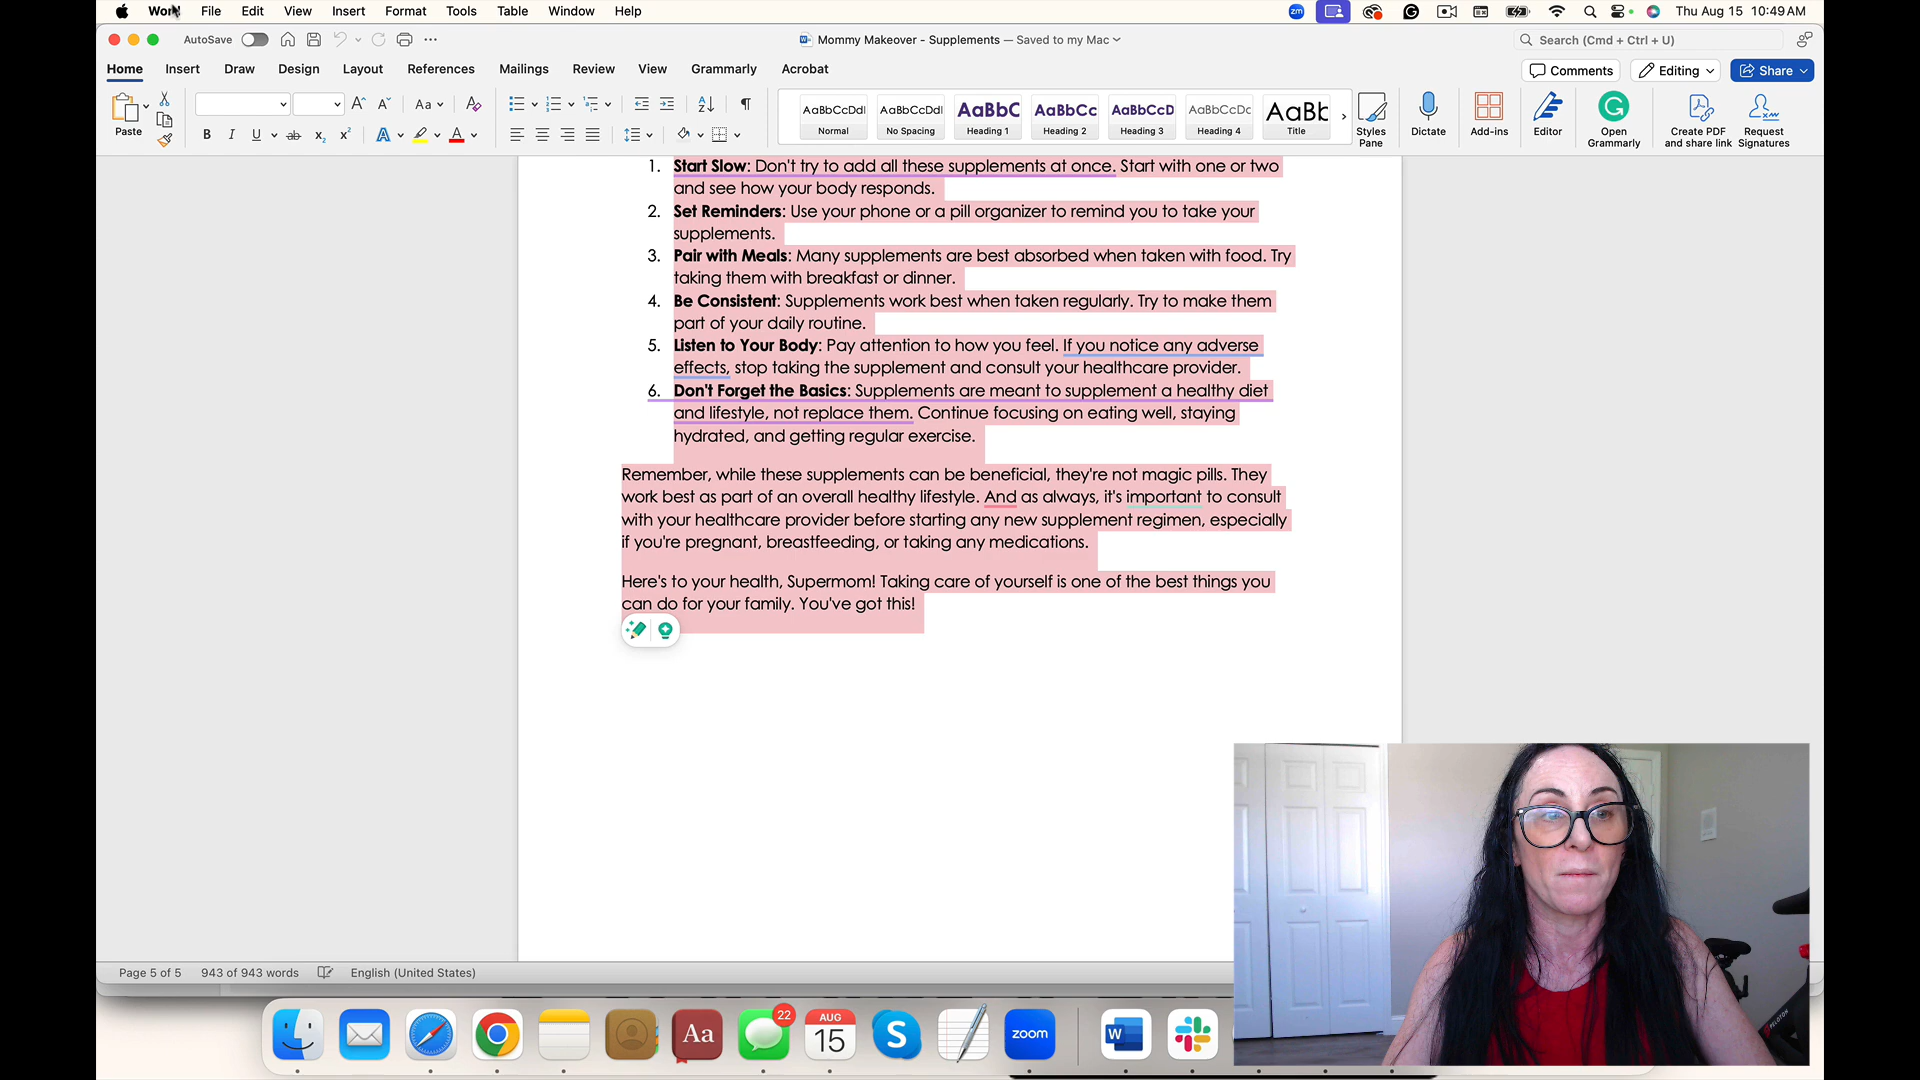 Word File Edit View Insert Format Tools Table Window Help
zm
Thu Aug 15 10:49 AM
AutoSave
Mommy Makeover - Supplements — Saved to my Mac
Search (Cmd + Ctrl + U)
Home Insert Draw Design Layout References Mailings Review View Grammarly Acrobat
Comments
Editing
Share
Paste
Aa
B I U ab x₂ x² A A
AaBbCcDdI AaBbCcDdI AaBbC AaBbCc AaBbCcD AaBbCcDc AaBb
Normal No Spacing Heading 1 Heading 2 Heading 3 Heading 4 Title
Styles
Pane
Dictate
Add-ins
Editor
Open
Grammarly
Create PDF
and share link
Request
Signatures
1. Start Slow: Don't try to add all these supplements at once. Start with one or two
and see how your body responds.
2. Set Reminders: Use your phone or a pill organizer to remind you to take your
supplements.
3. Pair with Meals: Many supplements are best absorbed when taken with food. Try
taking them with breakfast or dinner.
4. Be Consistent: Supplements work best when taken regularly. Try to make them
part of your daily routine.
5. Listen to Your Body: Pay attention to how you feel. If you notice any adverse
effects, stop taking the supplement and consult your healthcare provider.
6. Don't Forget the Basics: Supplements are meant to supplement a healthy diet
and lifestyle, not replace them. Continue focusing on eating well, staying
hydrated, and getting regular exercise.
Remember, while these supplements can be beneficial, they're not magic pills. They
work best as part of an overall healthy lifestyle. And as always, it's important to consult
with your healthcare provider before starting any new supplement regimen, especially
if you're pregnant, breastfeeding, or taking any medications.
Here's to your health, Supermom! Taking care of yourself is one of the best things you
can do for your family. You've got this!
Page 5 of 5 943 of 943 words English (United States)
Aa
22
AUG
15
S
zoom
W